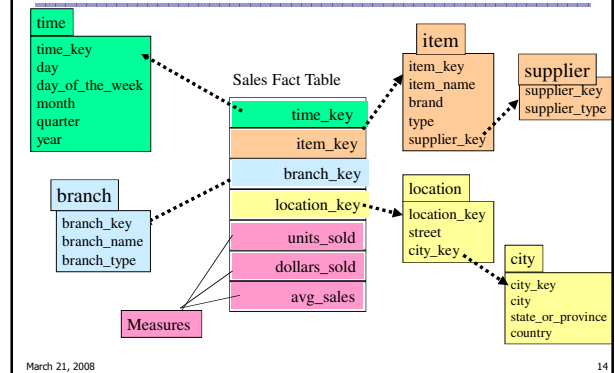 time
time_key
day
day_of_the_week
month
quarter
year
item
item_key
item_name
brand
type
supplier_key
supplier
supplier_key
supplier_type
Sales Fact Table
time_key
item_key
branch_key
location_key
units_sold
dollars_sold
avg_sales
branch
branch_key
branch_name
branch_type
location
location_key
street
city_key
city
city_key
city
state_or_province
country
Measures
March 21, 2008
14